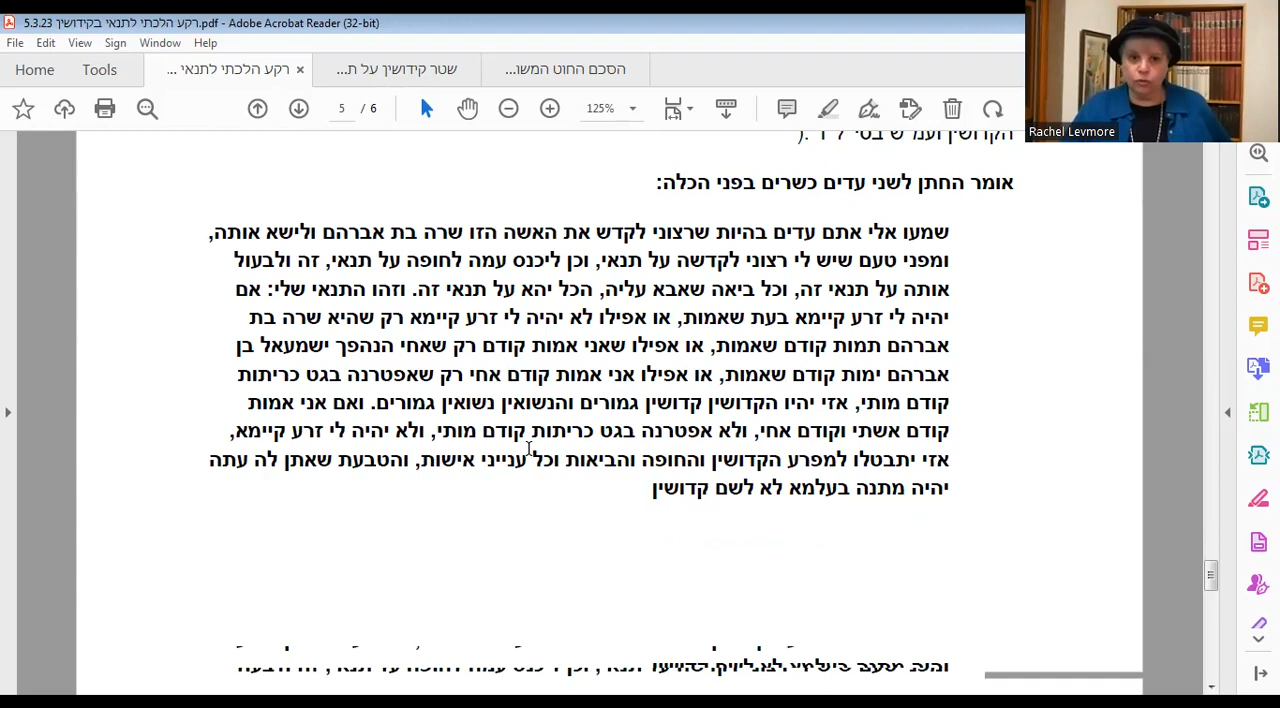 רקע הלכתי לתנאי בקידושין 5.3.23.pdf - Adobe Acrobat Reader (32-bit)
File Edit View Sign Window Help
Home Tools רקע הלכתי לתנאי ... × שטר קידושין על ת... הסכם החוט המשו...
5 / 6 125%
Rachel Levmore
אומר החתן לשני עדים כשרים בפני הכלה:
שמעו אלי אתם עדים בהיות שרצוני לקדש את האשה הזו שרה בת אברהם ולישא אותה,
ומפני טעם שיש לי רצוני לקדשה על תנאי, וכן ליכנס עמה לחופה על תנאי, זה ולבעול
אותה על תנאי זה, וכל ביאה שאבא עליה, הכל יהא על תנאי זה. וזהו התנאי שלי: אם
יהיה לי זרע קיימא בעת שאמות, או אפילו לא יהיה לי זרע קיימא רק שהיא שרה בת
אברהם תמות קודם שאמות, או אפילו שאני אמות קודם רק שאחי הנהפך ישמעאל בן
אברהם ימות קודם שאמות, או אפילו אני אמות קודם אחי רק שאפטרנה בגט כריתות
קודם מותי, אזי יהיו הקדושין קדושין גמורים והנשואין נשואין גמורים. ואם אני אמות
קודם אשתי וקודם אחי, ולא אפטרנה בגט כריתות קודם מותי, ולא יהיה לי זרע קיימא,
אזי יתבטלו למפרע הקדושין והחופה והביאות וכל ענייני אישות, והטבעת שאתן לה עתה
יהיה מתנה בעלמא לא לשם קדושין